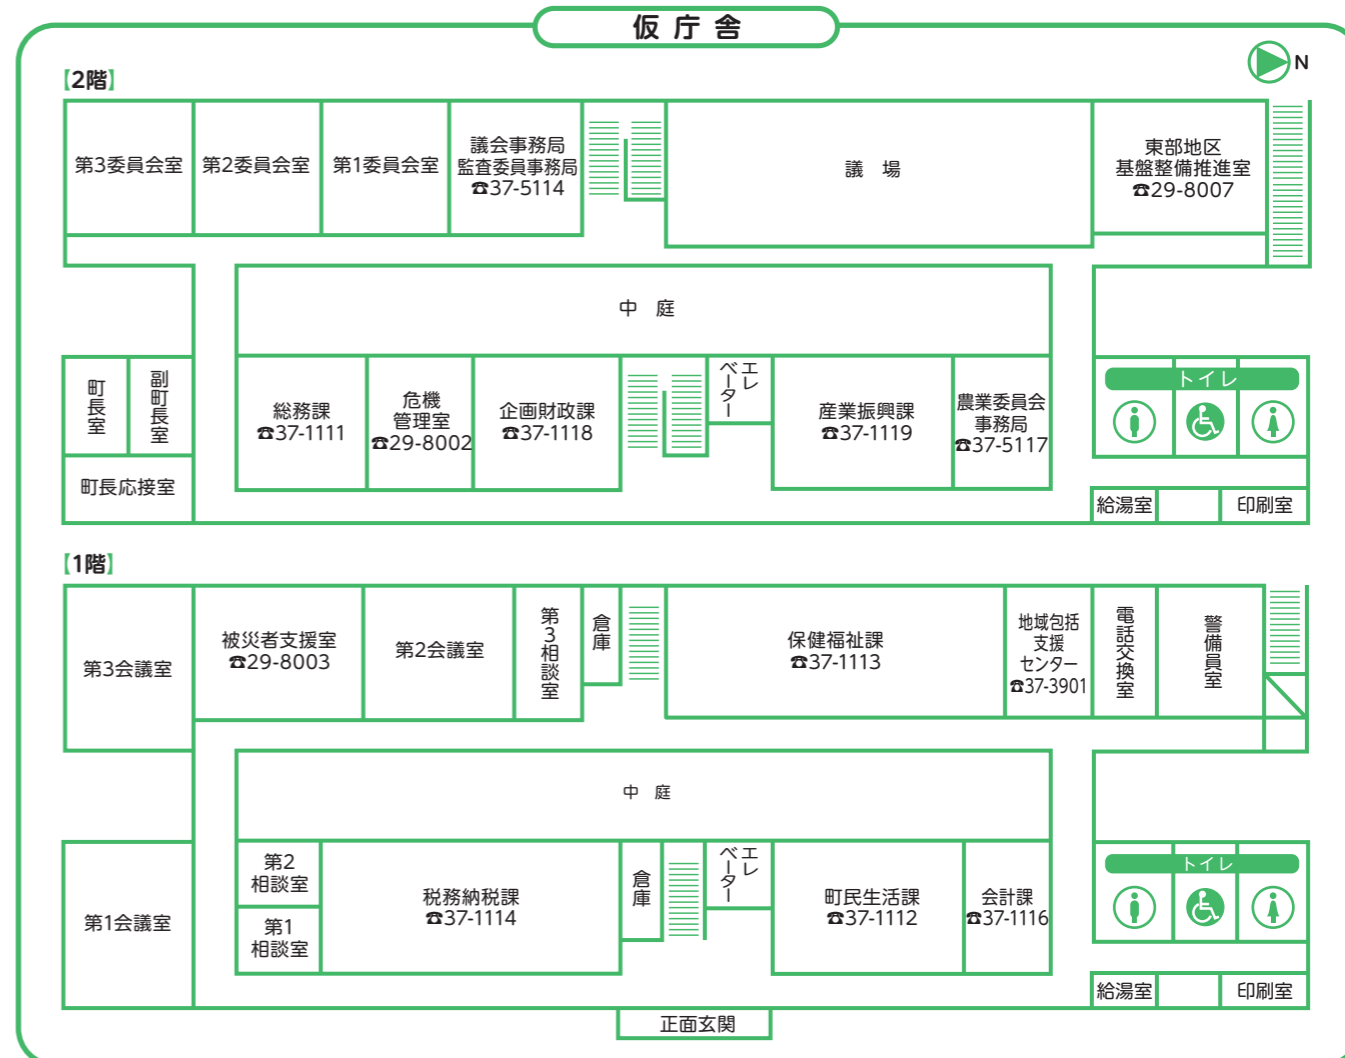 仮庁舎
N
【2階】
第3委員会室
第2委員会室
第1委員会室
議会事務局
監査委員事務局
☎37-5114
議 場
東部地区
基盤整備推進室
☎29-8007
中 庭
町長室
副町長室
町長応接室
総務課
☎37-1111
危機
管理室
☎29-8002
企画財政課
☎37-1118
エレ
ベーター
産業振興課
☎37-1119
農業委員会
事務局
☎37-5117
トイレ
給湯室
印刷室
【1階】
第3会議室
被災者支援室
☎29-8003
第2会議室
第3相談室
倉庫
保健福祉課
☎37-1113
地域包括
支援
センター
☎37-3901
電話交換室
警備員室
中 庭
第1会議室
第2
相談室
第1
相談室
税務納税課
☎37-1114
倉庫
エレ
ベーター
町民生活課
☎37-1112
会計課
☎37-1116
トイレ
給湯室
印刷室
正面玄関